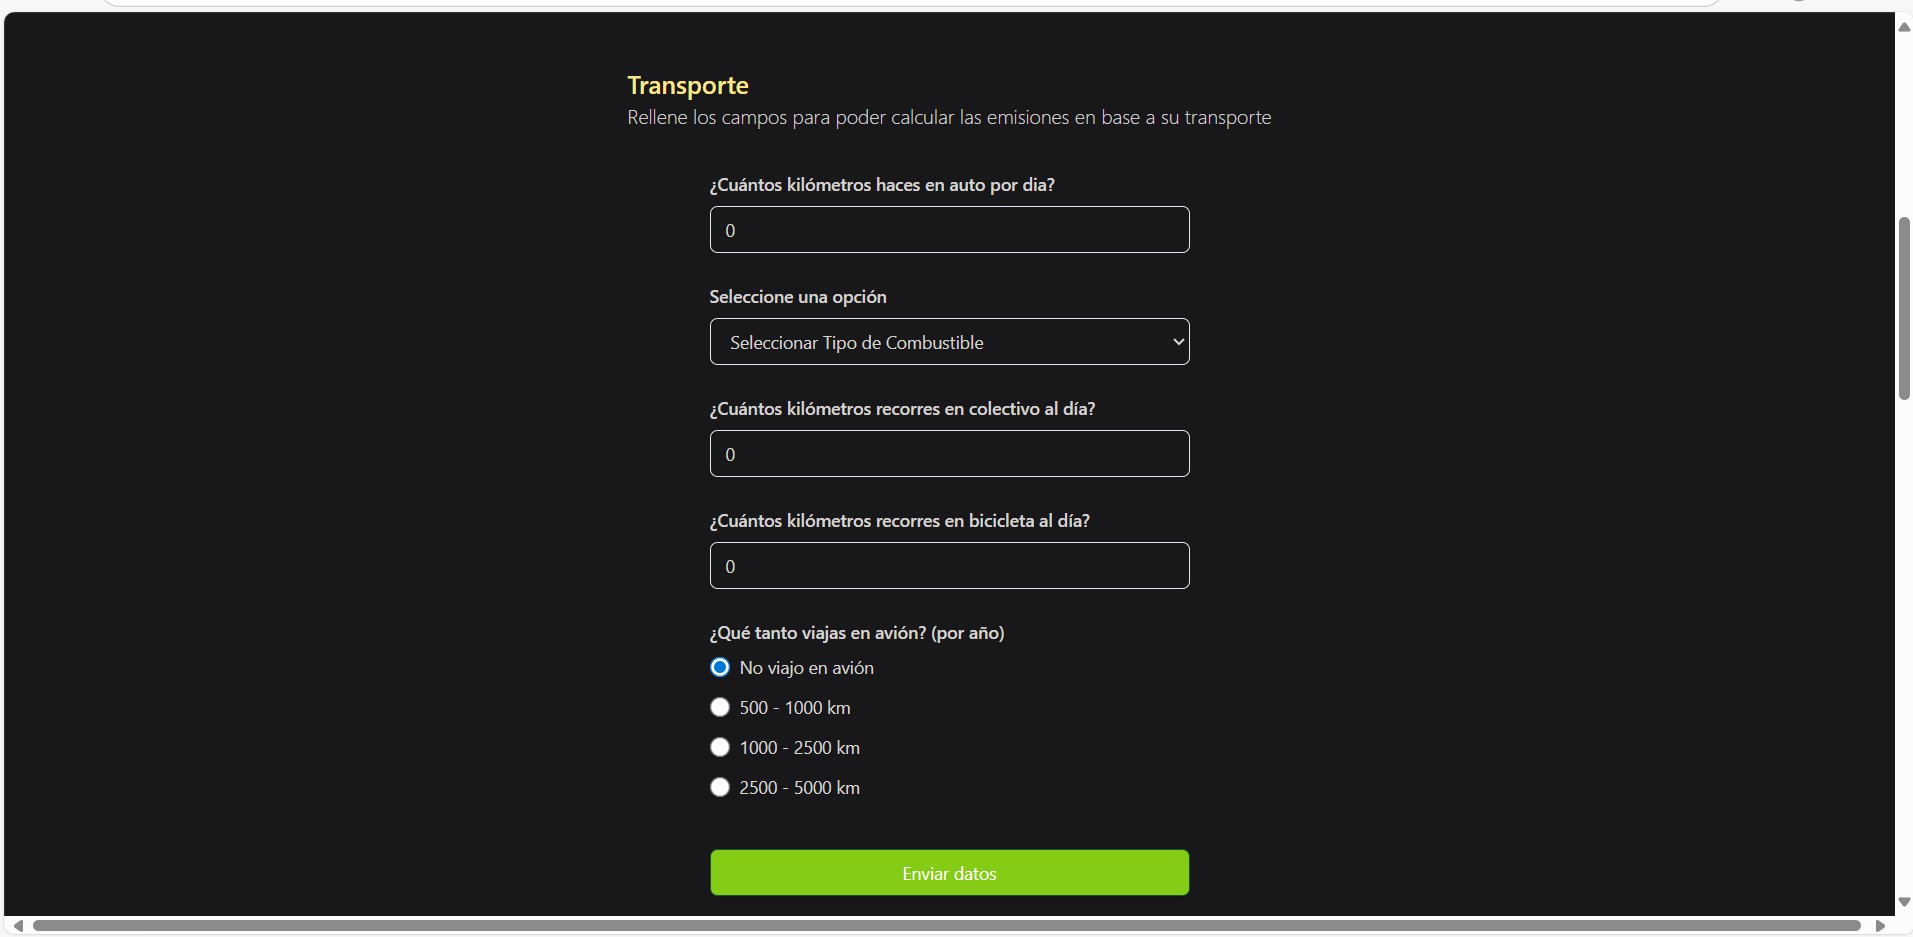 Transporte
Rellene los campos para poder calcular las emisiones en base a su transporte
¿Cuántos kilómetros haces en auto por dia?
0
Seleccione una opción
Seleccionar Tipo de Combustible
¿Cuántos kilómetros recorres en colectivo al día?
0
¿Cuántos kilómetros recorres en bicicleta al día?
0
¿Qué tanto viajas en avión? (por año)
No viajo en avión
500 - 1000 km
1000 - 2500 km
2500 - 5000 km
Enviar datos